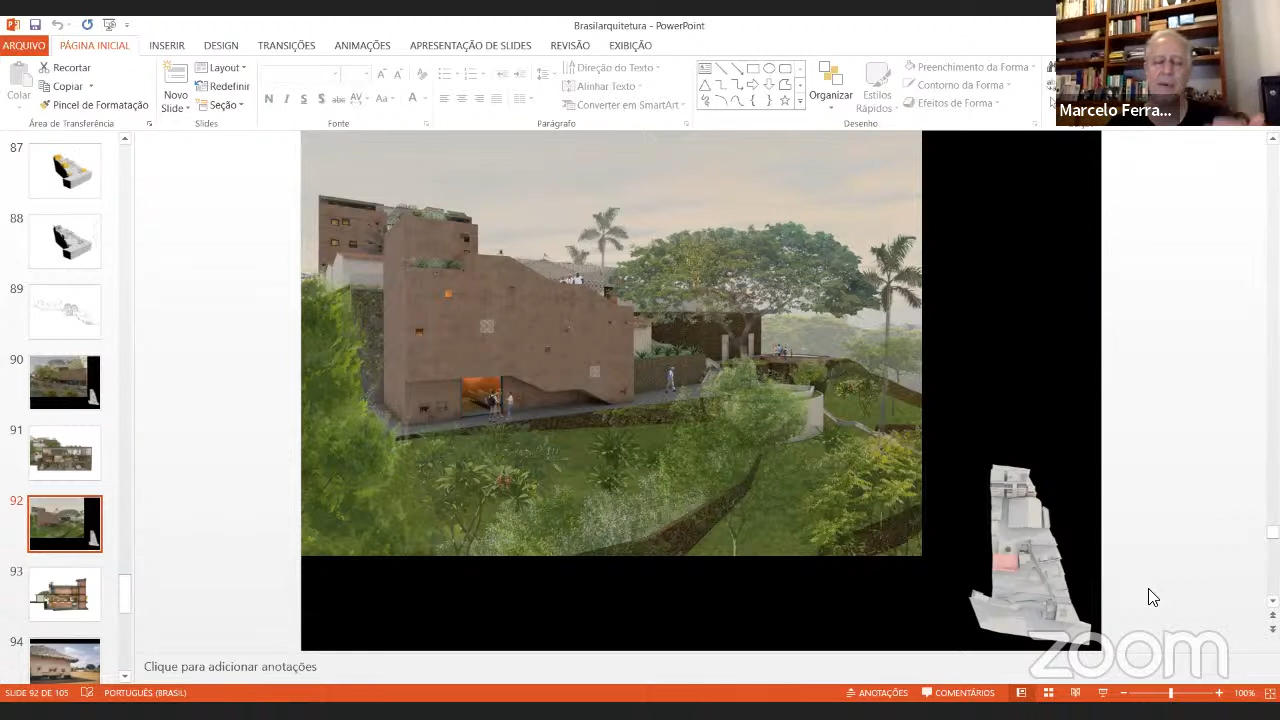 Brasilarquitetura - PowerPoint
ARQUIVO PÁGINA INICIAL INSERIR DESIGN TRANSIÇÕES ANIMAÇÕES APRESENTAÇÃO DE SLIDES REVISÃO EXIBIÇÃO
Colar
Recortar
Copiar
Pincel de Formatação
Área de Transferência
Novo
Slide
Layout
Redefinir
Seção
Slides
N I S S abc AV Aa A
Fonte
Direção do Texto
Alinhar Texto
Converter em SmartArt
Parágrafo
Organizar
Estilos
Rápidos
Preenchimento da Forma
Contorno da Forma
Efeitos de Forma
Desenho
Marcelo Ferra...
87
88
89
90
91
92
93
94
Clique para adicionar anotações
zoom
SLIDE 92 DE 105 PORTUGUÊS (BRASIL) ANOTAÇÕES COMENTÁRIOS 100%